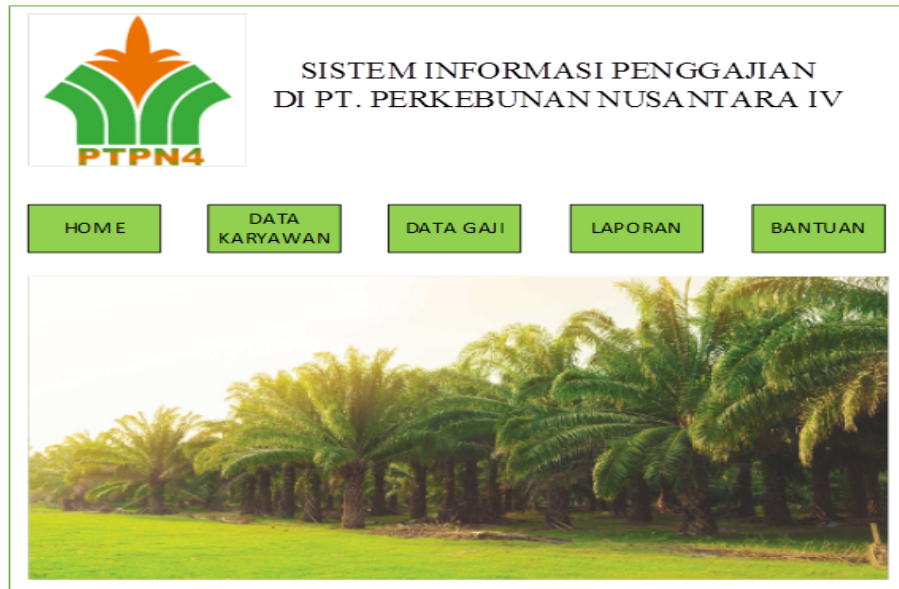 SISTEM INFORMASI PENGGAJIAN
DI PT. PERKEBUNAN NUSANTARA IV
PTPN4
HOME
DATA
KARYAWAN
DATA GAJI
LAPORAN
BANTUAN